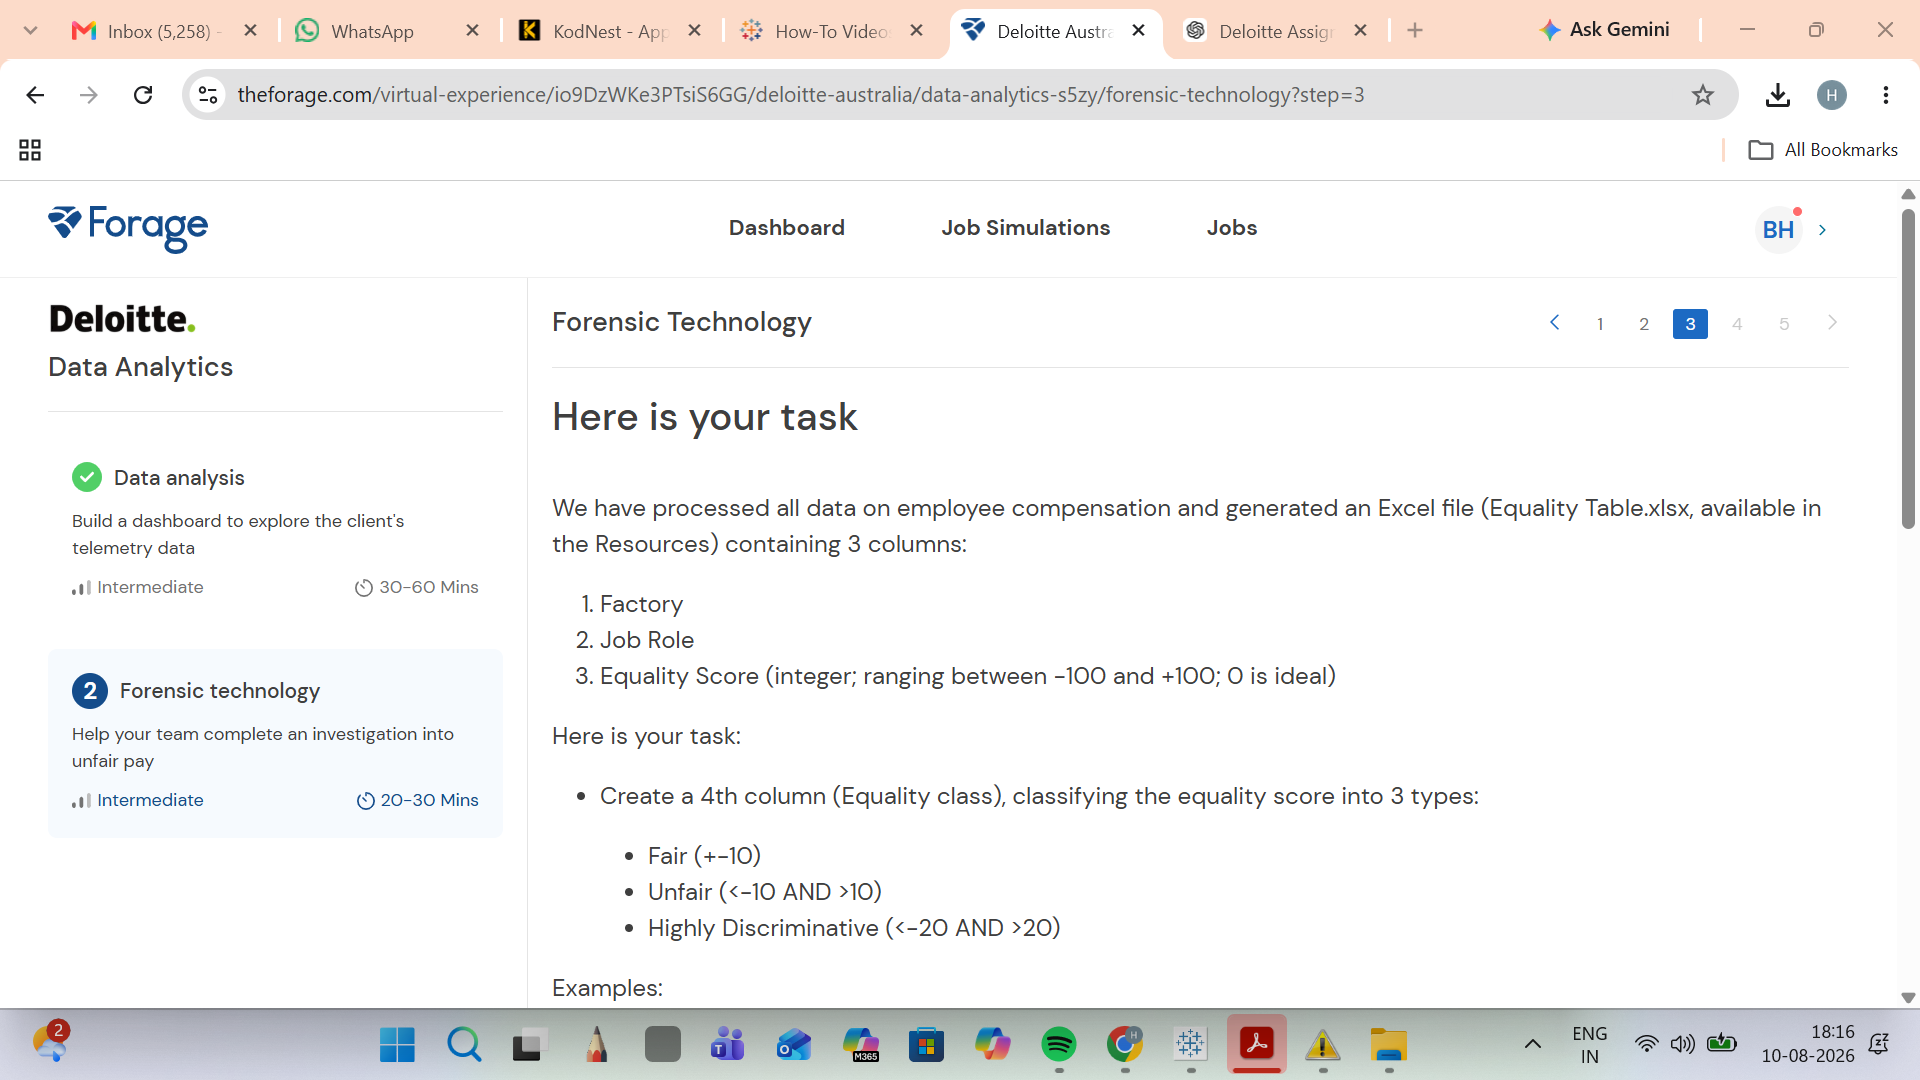 Inbox (5,258) -
WhatsApp
KodNest - App
How-To Videos
Deloitte Austra
Deloitte Assign
Ask Gemini
theforage.com/virtual-experience/io9DzWKe3PTsiS6GG/deloitte-australia/data-analytics-s5zy/forensic-technology?step=3
H
All Bookmarks
Forage
Dashboard
Job Simulations
Jobs
BH
Deloitte.
Data Analytics
Data analysis
Build a dashboard to explore the client's
telemetry data
Intermediate
30-60 Mins
2
Forensic technology
Help your team complete an investigation into
unfair pay
Intermediate
20-30 Mins
Forensic Technology
1
2
3
4
5
Here is your task
We have processed all data on employee compensation and generated an Excel file (Equality Table.xlsx, available in
the Resources) containing 3 columns:
1. Factory
2. Job Role
3. Equality Score (integer; ranging between -100 and +100; 0 is ideal)
Here is your task:
• Create a 4th column (Equality class), classifying the equality score into 3 types:
• Fair (+-10)
• Unfair (<-10 AND >10)
• Highly Discriminative (<-20 AND >20)
Examples:
2
M365
H
ENG
IN
18:16
10-08-2026